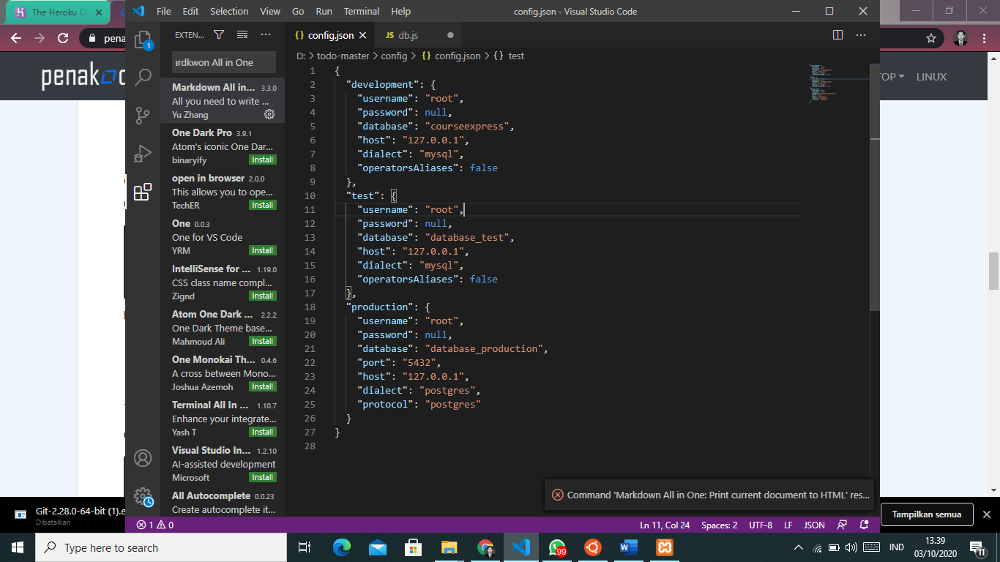 The Heroku CL
File Edit Selection View Go Run Terminal Help
config.json - Visual Studio Code
pena
EXTEN...
config.json
JS db.js
rdkwon All in One
D: > todo-master > config > {} config.json > {} test
penak
TOP
LINUX
Markdown All in... 3.3.0
All you need to write ...
Yu Zhang
One Dark Pro 3.9.1
Atom's iconic One Dar...
binaryify Install
open in browser 2.0.0
This allows you to ope...
TechER Install
One 0.0.3
One for VS Code
YRM Install
IntelliSense for ... 1.19.0
CSS class name compl...
Zignd Install
Atom One Dark ... 2.2.2
One Dark Theme base...
Mahmoud Ali Install
One Monokai Th... 0.4.6
A cross between Mono...
Joshua Azemoh Install
Terminal All In ... 1.10.7
Enhance your integrate...
Yash T Install
Visual Studio In... 1.2.10
AI-assisted development
Microsoft Install
All Autocomplete 0.0.23
Create autocomplete it...
1 {
2 "development": {
3 "username": "root",
4 "password": null,
5 "database": "courseexpress",
6 "host": "127.0.0.1",
7 "dialect": "mysql",
8 "operatorsAliases": false
9 },
10 "test": {
11 "username": "root",
12 "password": null,
13 "database": "database_test",
14 "host": "127.0.0.1",
15 "dialect": "mysql",
16 "operatorsAliases": false
17 },
18 "production": {
19 "username": "root",
20 "password": null,
21 "database": "database_production",
22 "port": "5432",
23 "host": "127.0.0.1",
24 "dialect": "postgres",
25 "protocol": "postgres"
26 }
27 }
28
Command 'Markdown All in One: Print current document to HTML' res...
Git-2.28.0-64-bit (1).e
Dibatalkan
Tampilkan semua
1 0
Ln 11, Col 24 Spaces: 2 UTF-8 LF JSON
Type here to search
99
IND
13.39
03/10/2020
11